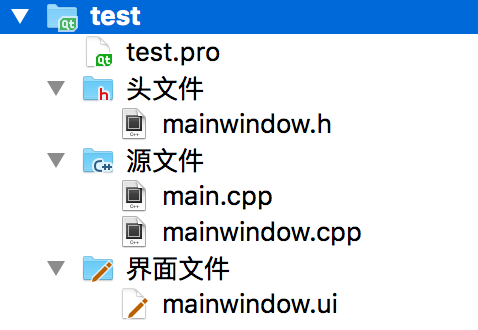 test
test.pro
头文件
mainwindow.h
源文件
main.cpp
mainwindow.cpp
界面文件
mainwindow.ui